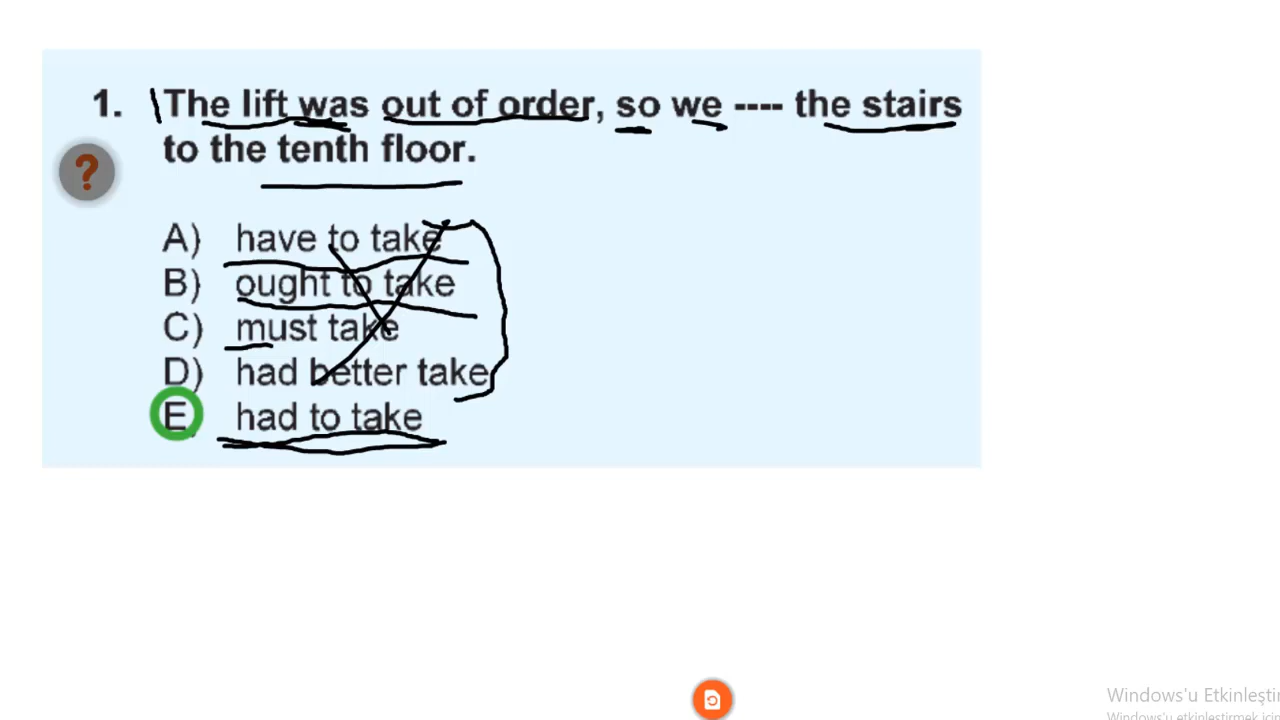 1. The lift was out of order, so we ---- the stairs
to the tenth floor.
?
A) have to take
B) ought to take
C) must take
D) had better take
E) had to take
Windows'u Etkinleştir